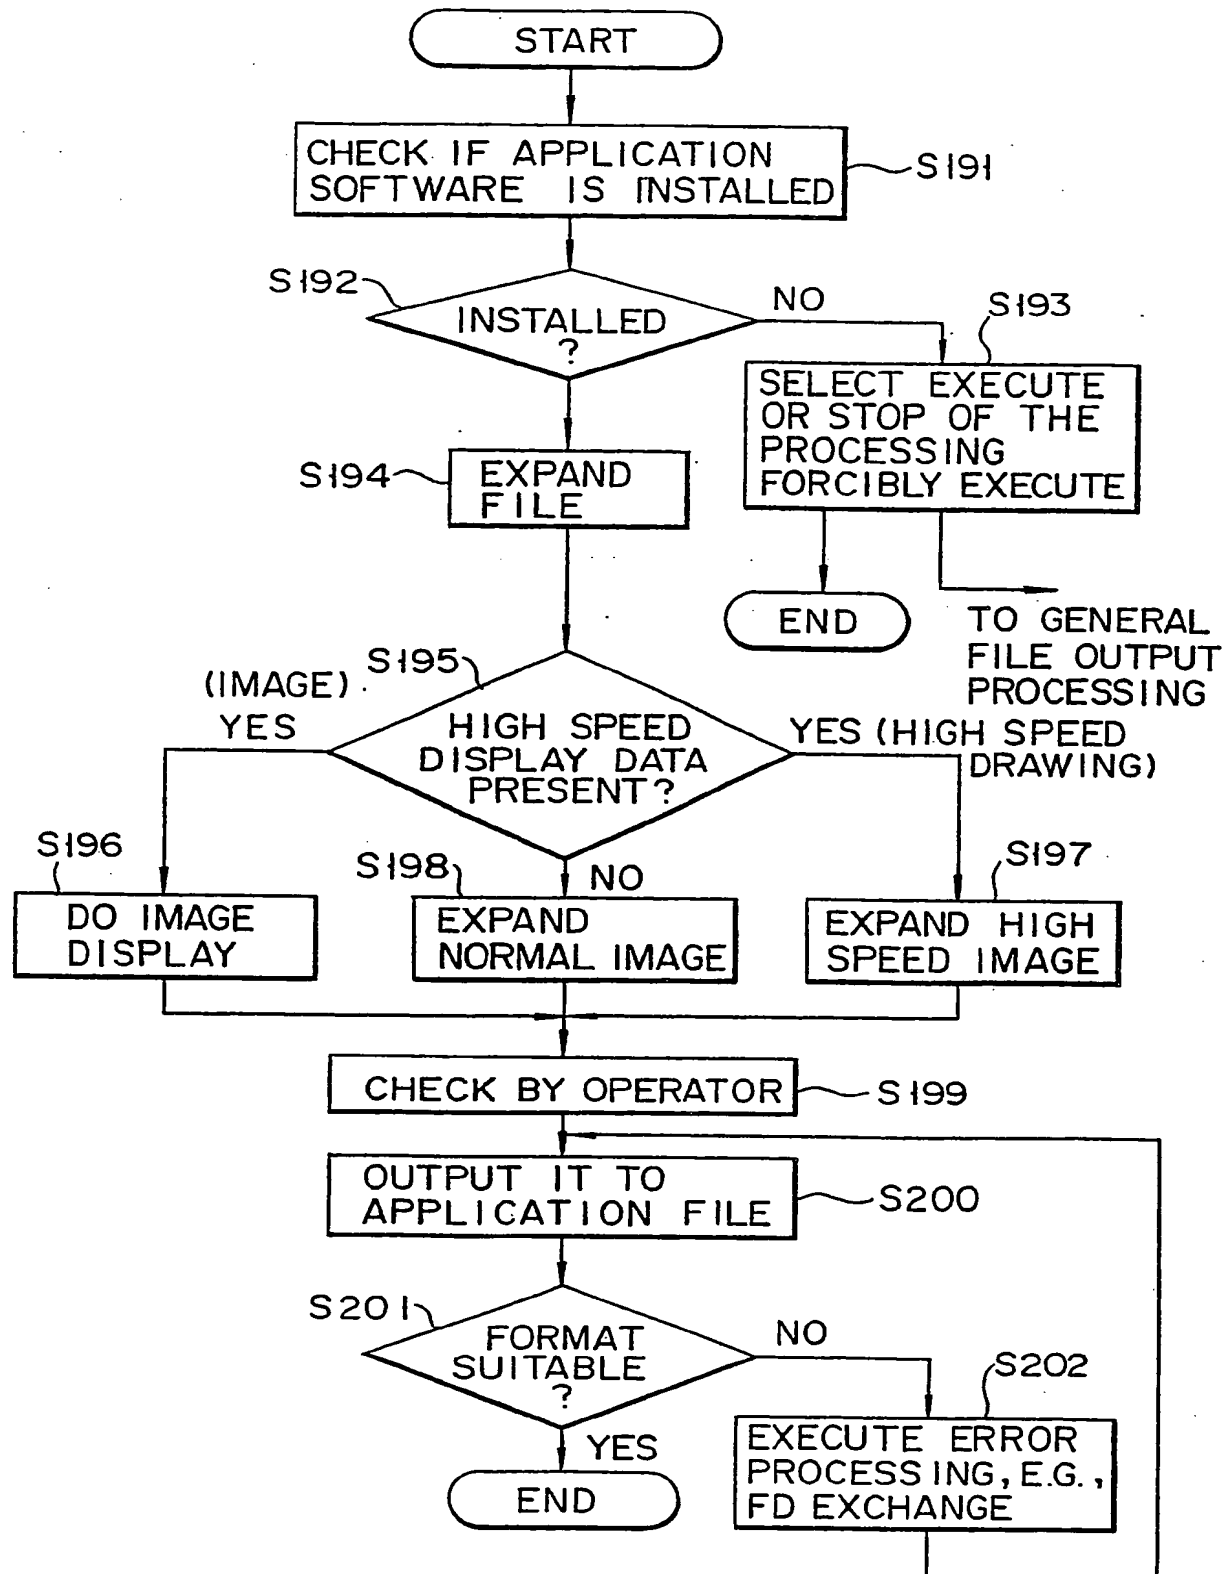 START
CHECK IF APPLICATION
SOFTWARE IS INSTALLED
S191
S192
INSTALLED
?
NO
S193
SELECT EXECUTE
OR STOP OF THE
PROCESSING
FORCIBLY EXECUTE
S194
EXPAND
FILE
END
TO GENERAL
FILE OUTPUT
PROCESSING
S195
(IMAGE)
YES
HIGH SPEED
DISPLAY DATA
PRESENT?
YES (HIGH SPEED
DRAWING)
S196
DO IMAGE
DISPLAY
S198
NO
EXPAND
NORMAL IMAGE
S197
EXPAND HIGH
SPEED IMAGE
CHECK BY OPERATOR
S199
OUTPUT IT TO
APPLICATION FILE
S200
S201
FORMAT
SUITABLE
?
NO
S202
EXECUTE ERROR
PROCESSING, E.G.,
FD EXCHANGE
YES
END